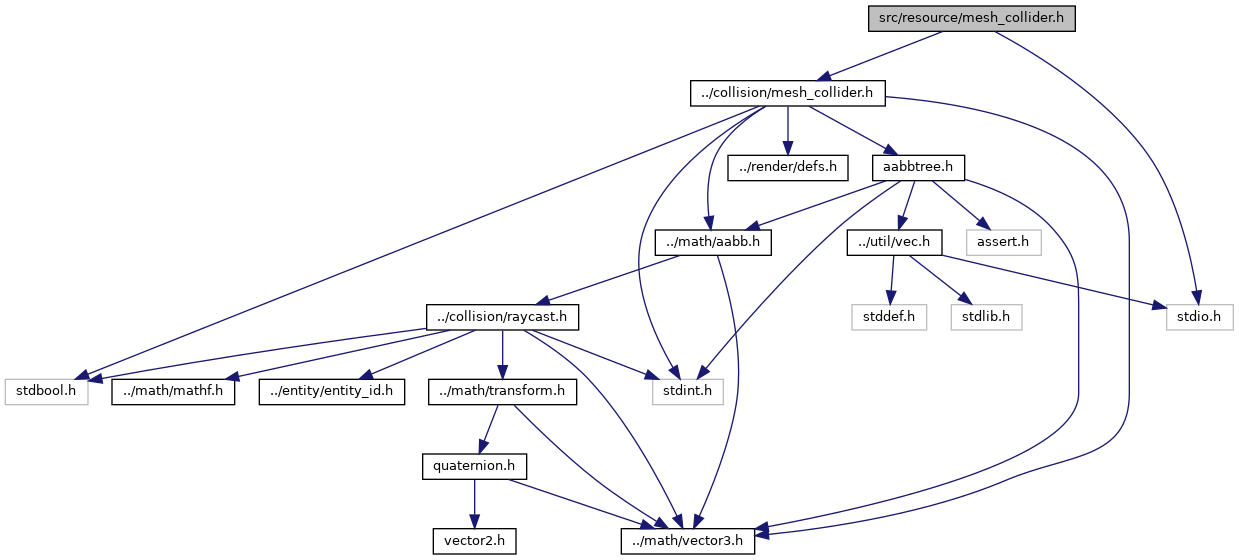 src/resource/mesh_collider.h
../collision/mesh_collider.h
../render/defs.h
aabbtree.h
../math/aabb.h
../util/vec.h
assert.h
../collision/raycast.h
stddef.h
stdlib.h
stdio.h
stdbool.h
../math/mathf.h
../entity/entity_id.h
../math/transform.h
stdint.h
quaternion.h
vector2.h
../math/vector3.h